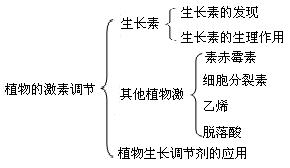 植物的激素调节
生长素
生长素的发现
生长素的生理作用
其他植物激
素赤霉素
细胞分裂素
乙烯
脱落酸
植物生长调节剂的应用